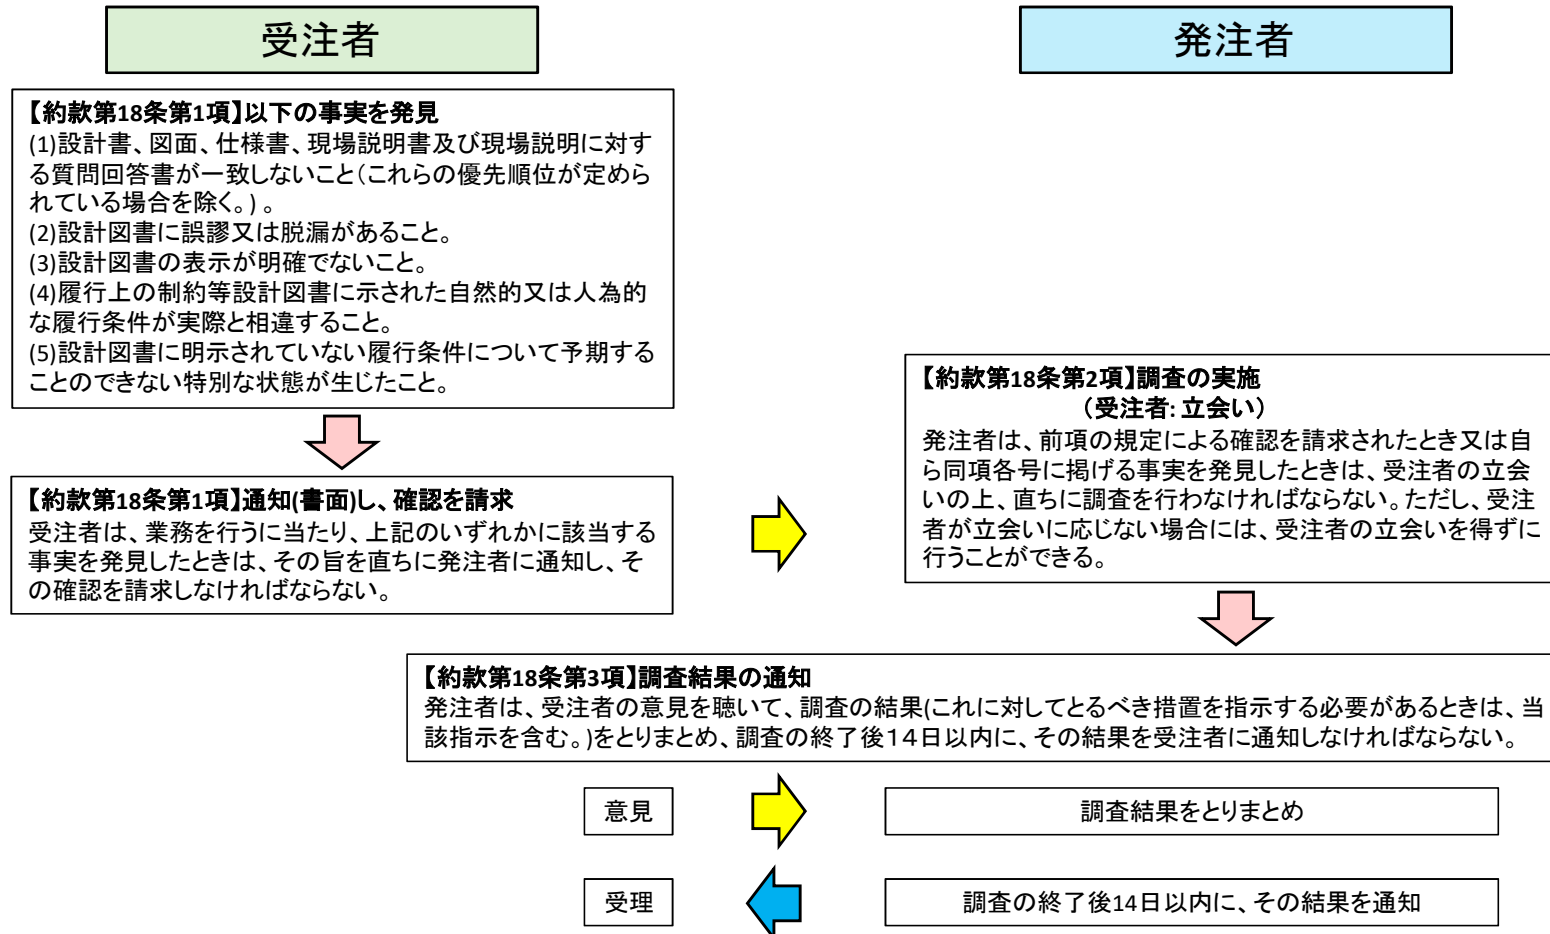 受注者
発注者
【約款第18条第1項】以下の事実を発見
(1)設計書、図面、仕様書、現場説明書及び現場説明に対す
る質問回答書が一致しないこと(これらの優先順位が定めら
れている場合を除く。) 。
(2)設計図書に誤謬又は脱漏があること。
(3)設計図書の表示が明確でないこと。
(4)履行上の制約等設計図書に示された自然的又は人為的
な履行条件が実際と相違すること。
(5)設計図書に明示されていない履行条件について予期する
ことのできない特別な状態が生じたこと。
【約款第18条第1項】通知(書面)し、確認を請求
受注者は、業務を行うに当たり、上記のいずれかに該当する
事実を発見したときは、その旨を直ちに発注者に通知し、そ
の確認を請求しなければならない。
【約款第18条第2項】調査の実施
(受注者: 立会い)
発注者は、前項の規定による確認を請求されたとき又は自
ら同項各号に掲げる事実を発見したときは、受注者の立会
いの上、直ちに調査を行わなければならない。ただし、受注
者が立会いに応じない場合には、受注者の立会いを得ずに
行うことができる。
【約款第18条第3項】調査結果の通知
発注者は、受注者の意見を聴いて、調査の結果(これに対してとるべき措置を指示する必要があるときは、当
該指示を含む。)をとりまとめ、調査の終了後14日以内に、その結果を受注者に通知しなければならない。
意見
調査結果をとりまとめ
受理
調査の終了後14日以内に、その結果を通知